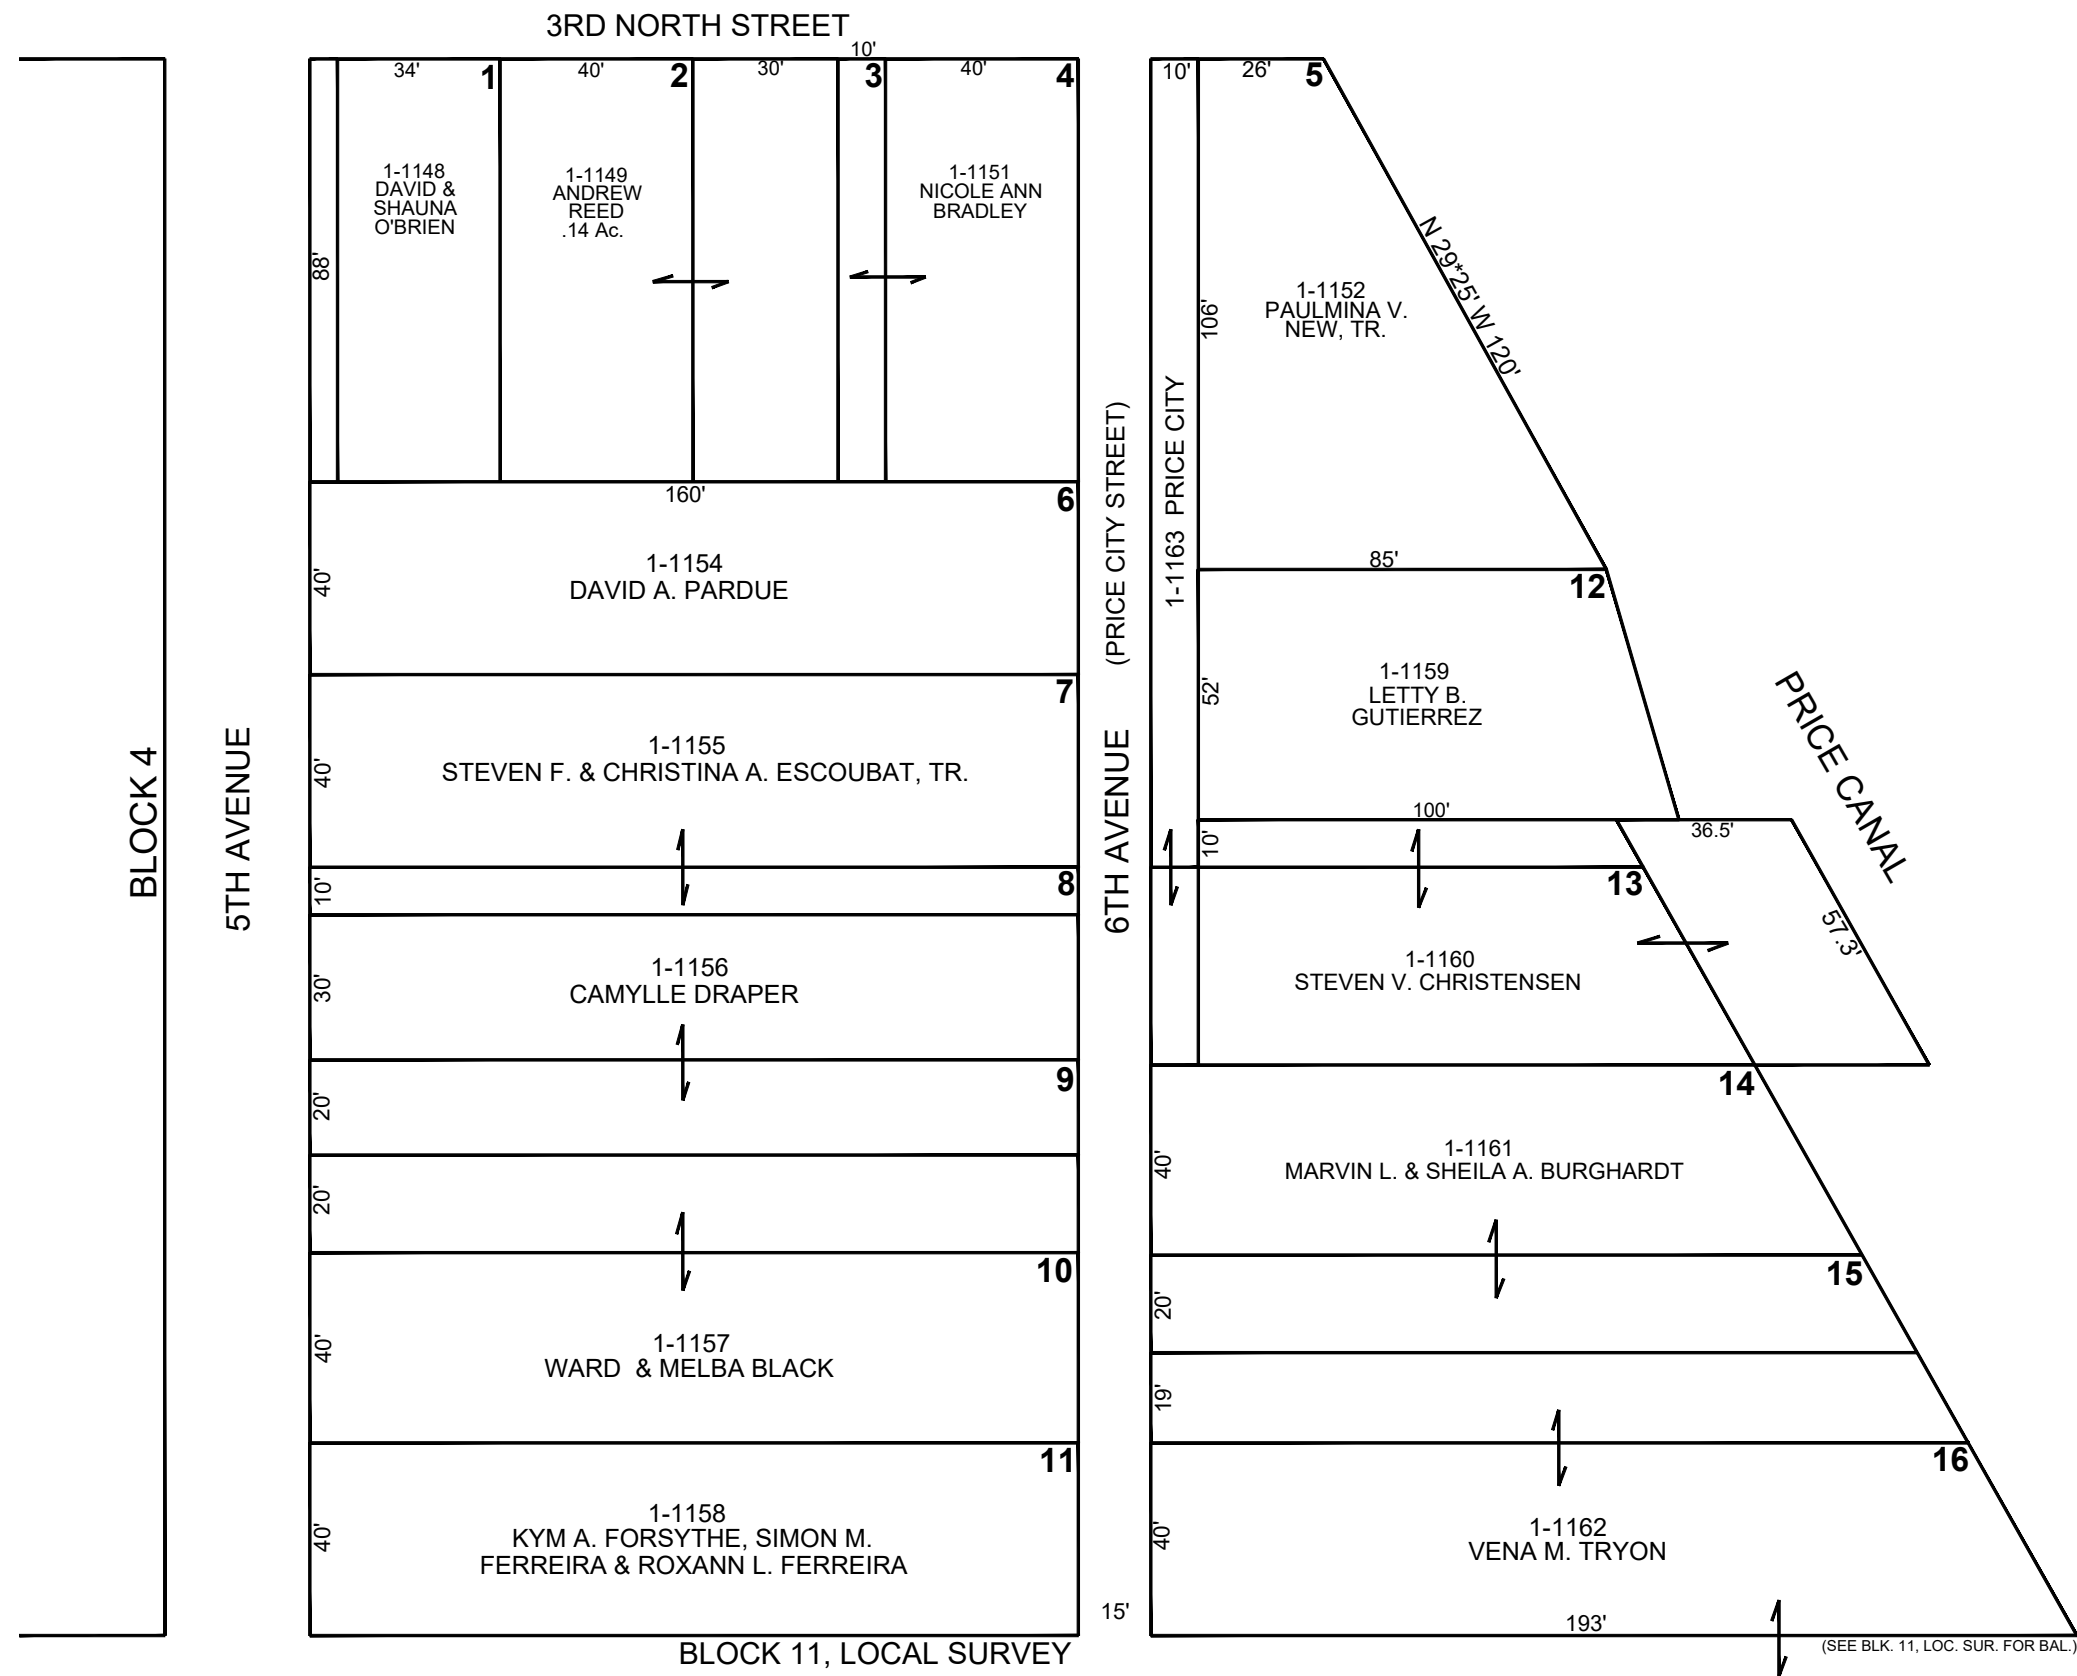 3RD NORTH STREET
34'
1
40'
2
30'
10'
3
40'
4
10'
26'
5
1-1148
DAVID &
SHAUNA
O'BRIEN
1-1149
ANDREW
REED
.14 Ac.
1-1151
NICOLE ANN
BRADLEY
88'
N 29*25' W 120'
1-1152
PAULMINA V.
NEW, TR.
106'
1-1163 PRICE CITY
(PRICE CITY STREET)
160'
6
1-1154
DAVID A. PARDUE
40'
85'
12
7
1-1155
STEVEN F. & CHRISTINA A. ESCOUBAT, TR.
40'
1-1159
LETTY B.
GUTIERREZ
52'
PRICE CANAL
BLOCK 4
5TH AVENUE
6TH AVENUE
100'
36.5'
10'
8
10'
13
57.3'
1-1156
CAMYLLE DRAPER
30'
1-1160
STEVEN V. CHRISTENSEN
9
20'
14
20'
1-1161
MARVIN L. & SHEILA A. BURGHARDT
40'
10
15
20'
1-1157
WARD & MELBA BLACK
40'
19'
11
16
1-1158
KYM A. FORSYTHE, SIMON M.
FERREIRA & ROXANN L. FERREIRA
40'
1-1162
VENA M. TRYON
40'
15'
193'
BLOCK 11, LOCAL SURVEY
(SEE BLK. 11, LOC. SUR. FOR BAL.)